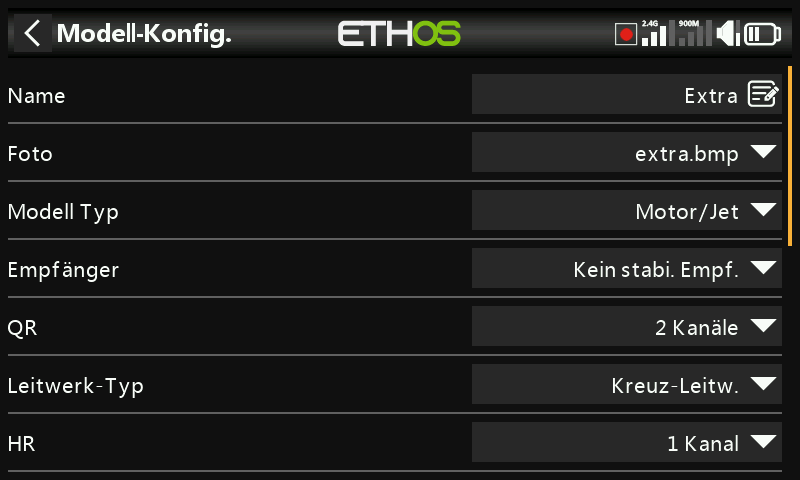 Modell-Konfig.
ETHOS
2.4G
900M
Name
Extra
Foto
extra.bmp
Modell Typ
Motor/Jet
Empfänger
Kein stabi. Empf.
QR
2 Kanäle
Leitwerk-Typ
Kreuz-Leitw.
HR
1 Kanal